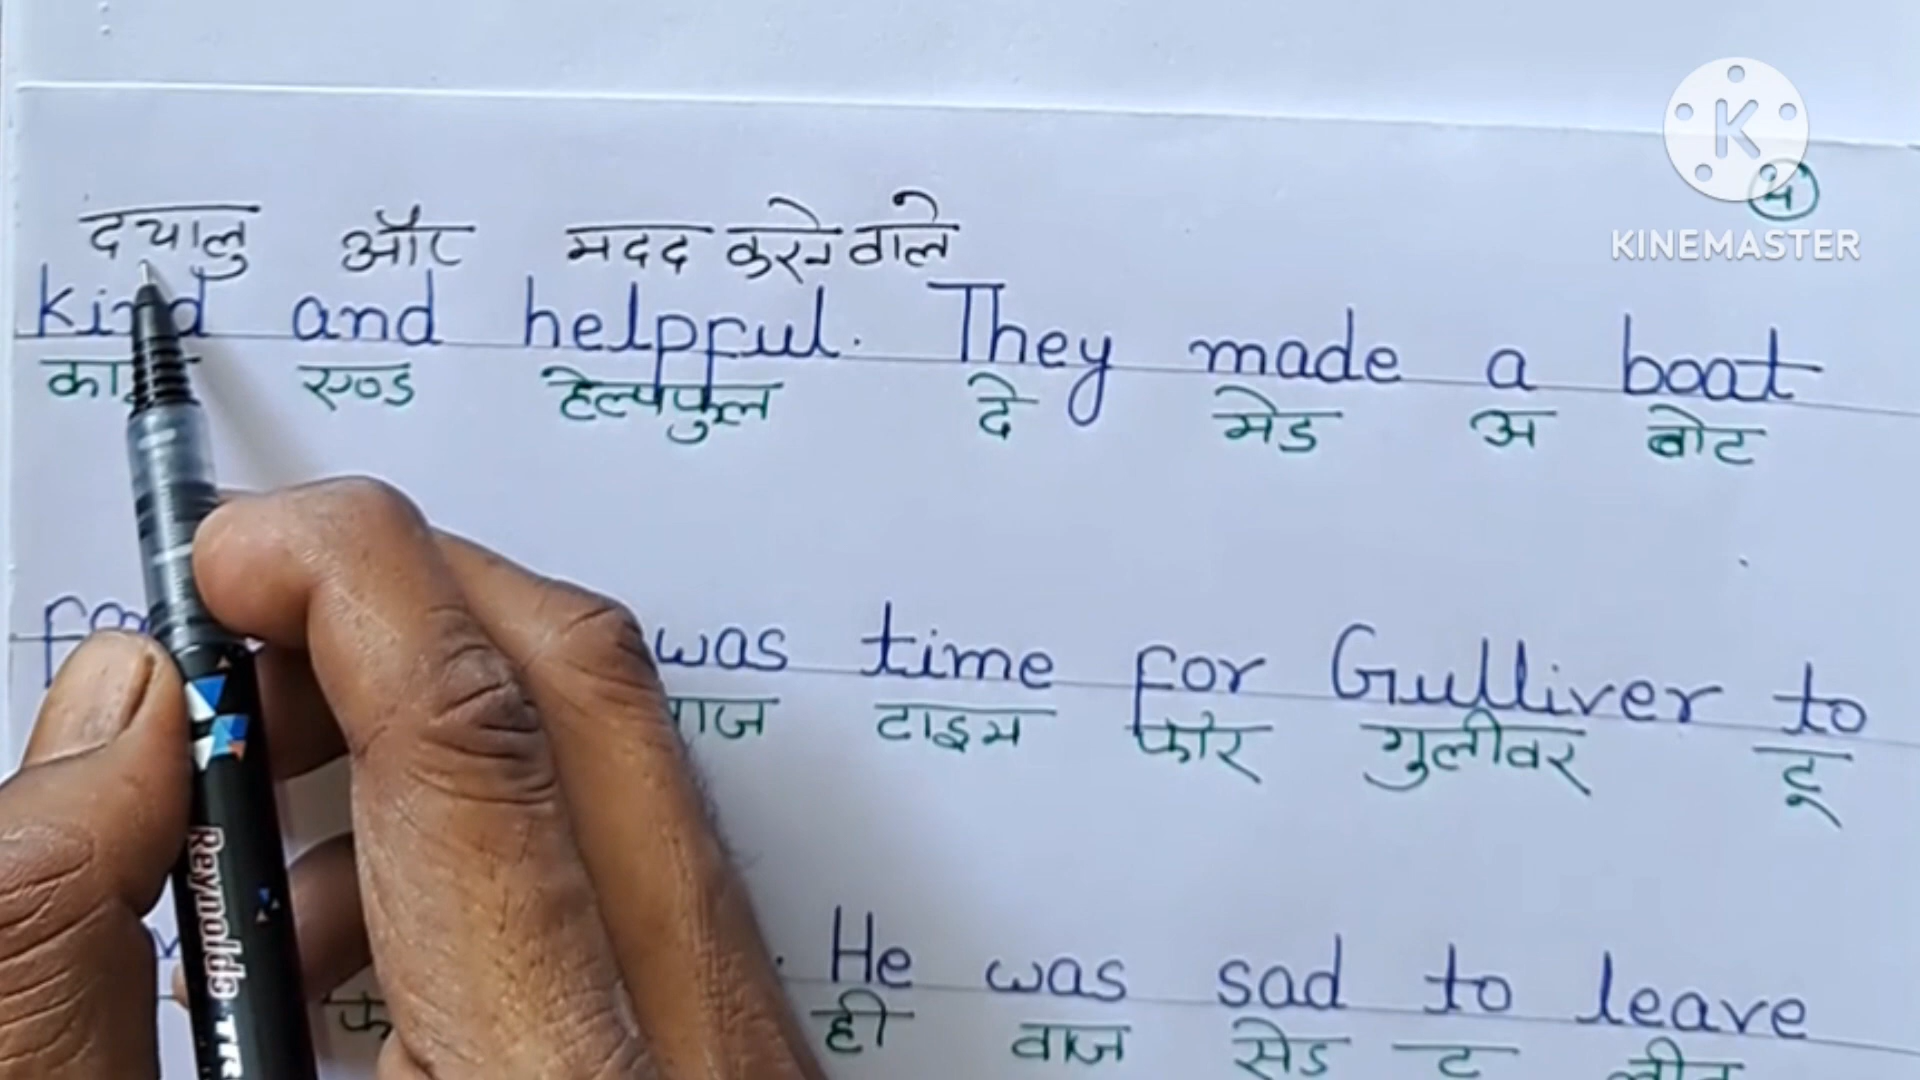 KINEMASTER
दयालु और मदद करने वाले
kind and helpful. They made a boat
एण्ड हेल्पफुल दे मेड अ बोट
was time for Gulliver to
टाइम फोर गुलीवर टू
He was sad to leave
ही वाज सेड ट
Reynolds